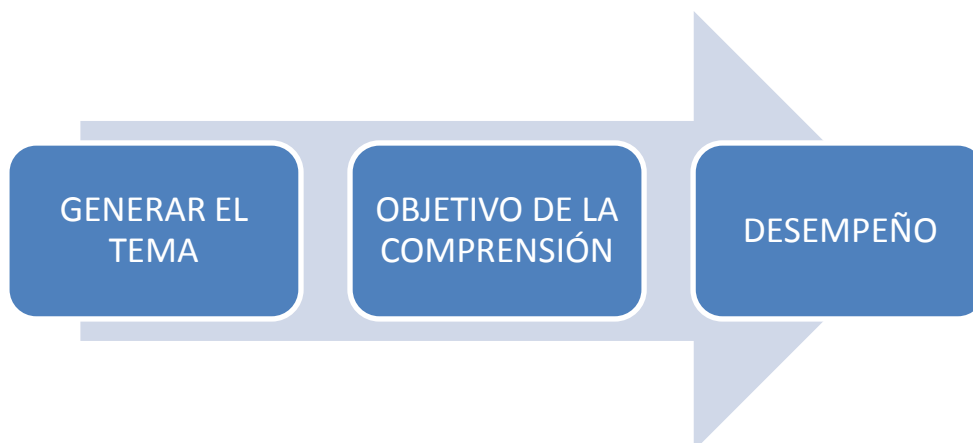 GENERAR EL
TEMA
OBJETIVO DE LA
COMPRENSIÓN
DESEMPEÑO